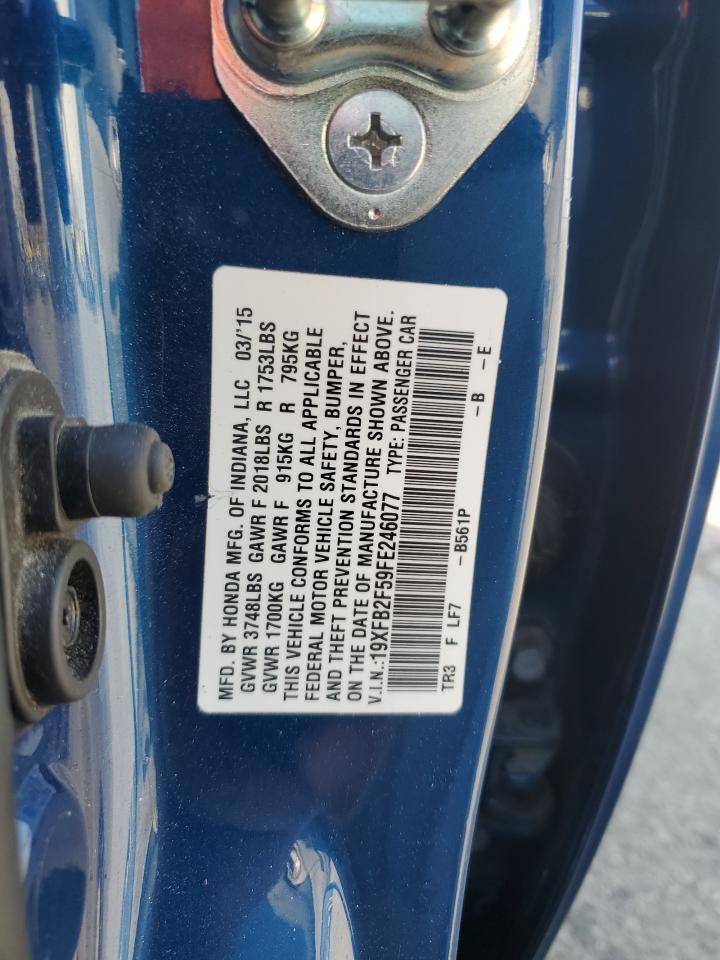 MFD. BY HONDA MFG. OF INDIANA, LLC 03/'15
GVWR 3748LBS GAWR F 2018LBS R 1753LBS
GVWR 1700KG GAWR F 915KG R 795KG
THIS VEHICLE CONFORMS TO ALL APPLICABLE
FEDERAL MOTOR VEHICLE SAFETY, BUMPER,
AND THEFT PREVENTION STANDARDS IN EFFECT
ON THE DATE OF MANUFACTURE SHOWN ABOVE.
V.I.N.:19XFB2F59FE246077 TYPE: PASSENGER CAR
TR3 F LF7 -B561P -B -E